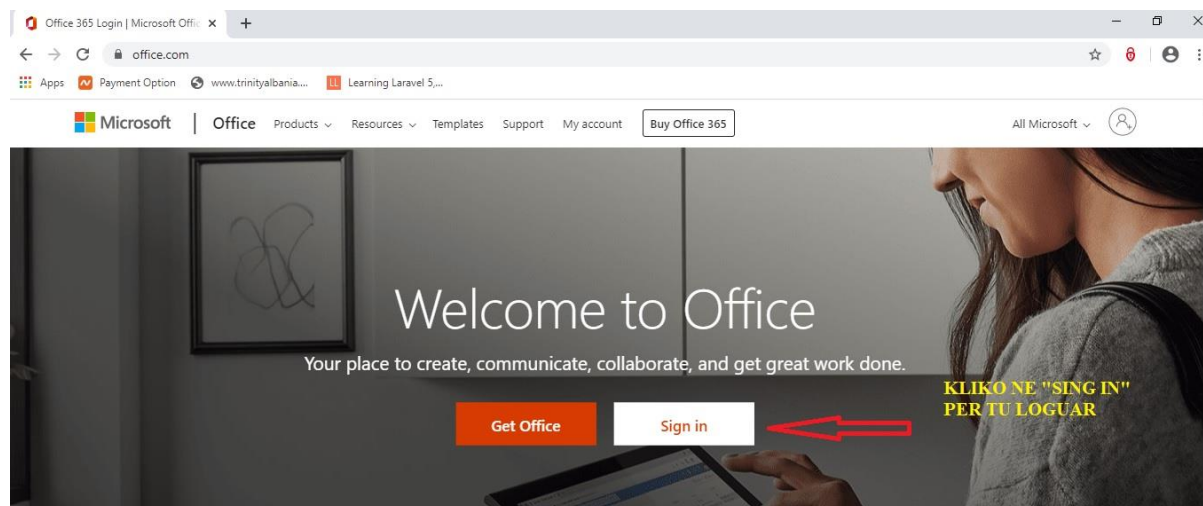 Office 365 Login | Microsoft Offic
office.com
Apps Payment Option www.trinityalbania.... LL Learning Laravel 5,...
Microsoft | Office Products Resources Templates Support My account Buy Office 365 All Microsoft
Welcome to Office
Your place to create, communicate, collaborate, and get great work done.
KLIKO NE "SING IN"
PER TU LOGUAR
Get Office Sign in